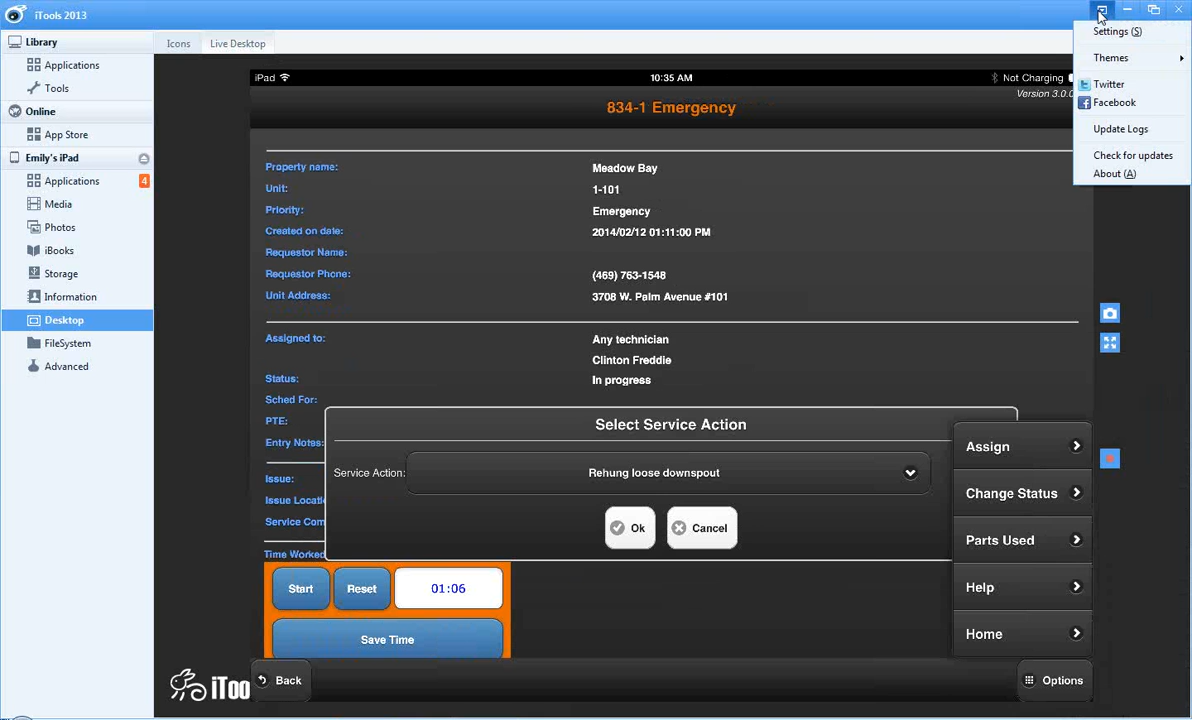 iTools 2013
Library
Applications
Tools
Online
App Store
Emily's iPad
Applications 4
Media
Photos
iBooks
Storage
Information
Desktop
FileSystem
Advanced
Icons Live Desktop
Settings (S)
Themes
Twitter
Facebook
Update Logs
Check for updates
About (A)
iPad 10:35 AM Not Charging
Version 3.0.0
834-1 Emergency
Property name: Meadow Bay
Unit: 1-101
Priority: Emergency
Created on date: 2014/02/12 01:11:00 PM
Requestor Name:
Requestor Phone: (469) 763-1548
Unit Address: 3708 W. Palm Avenue #101
Assigned to: Any technician
Clinton Freddie
Status: In progress
Sched For:
PTE:
Entry Notes:
Issue:
Issue Locati
Service Com
Time Worked
Select Service Action
Service Action: Rehung loose downspout
Ok Cancel
Assign
Change Status
Parts Used
Help
Home
Start Reset 01:06
Save Time
iToo
Back Options